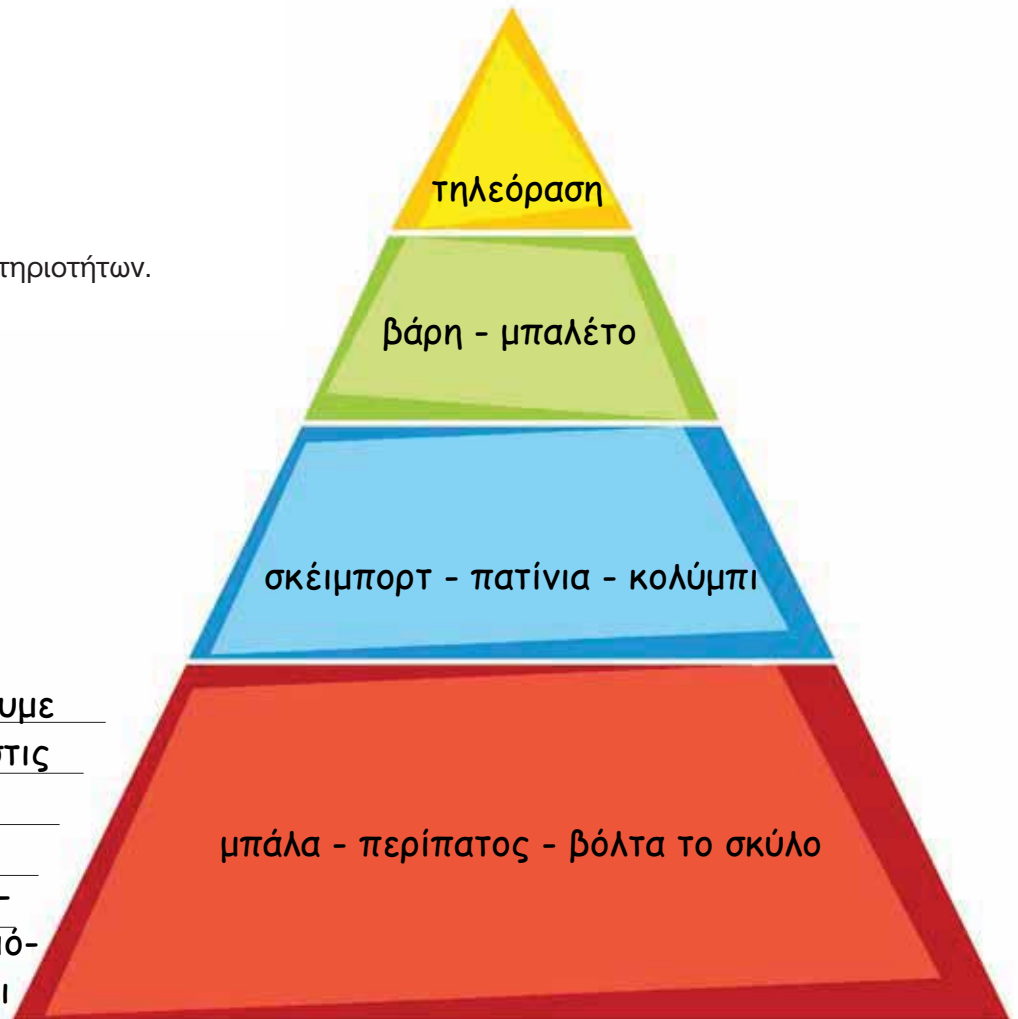 τηλεόραση
τηριοτήτων.
βάρη - μπαλέτο
σκέιμπορτ - πατίνια - κολύμπι
υμε
τις
μπάλα - περίπατος - βόλτα το σκύλο
-
ό-
ι